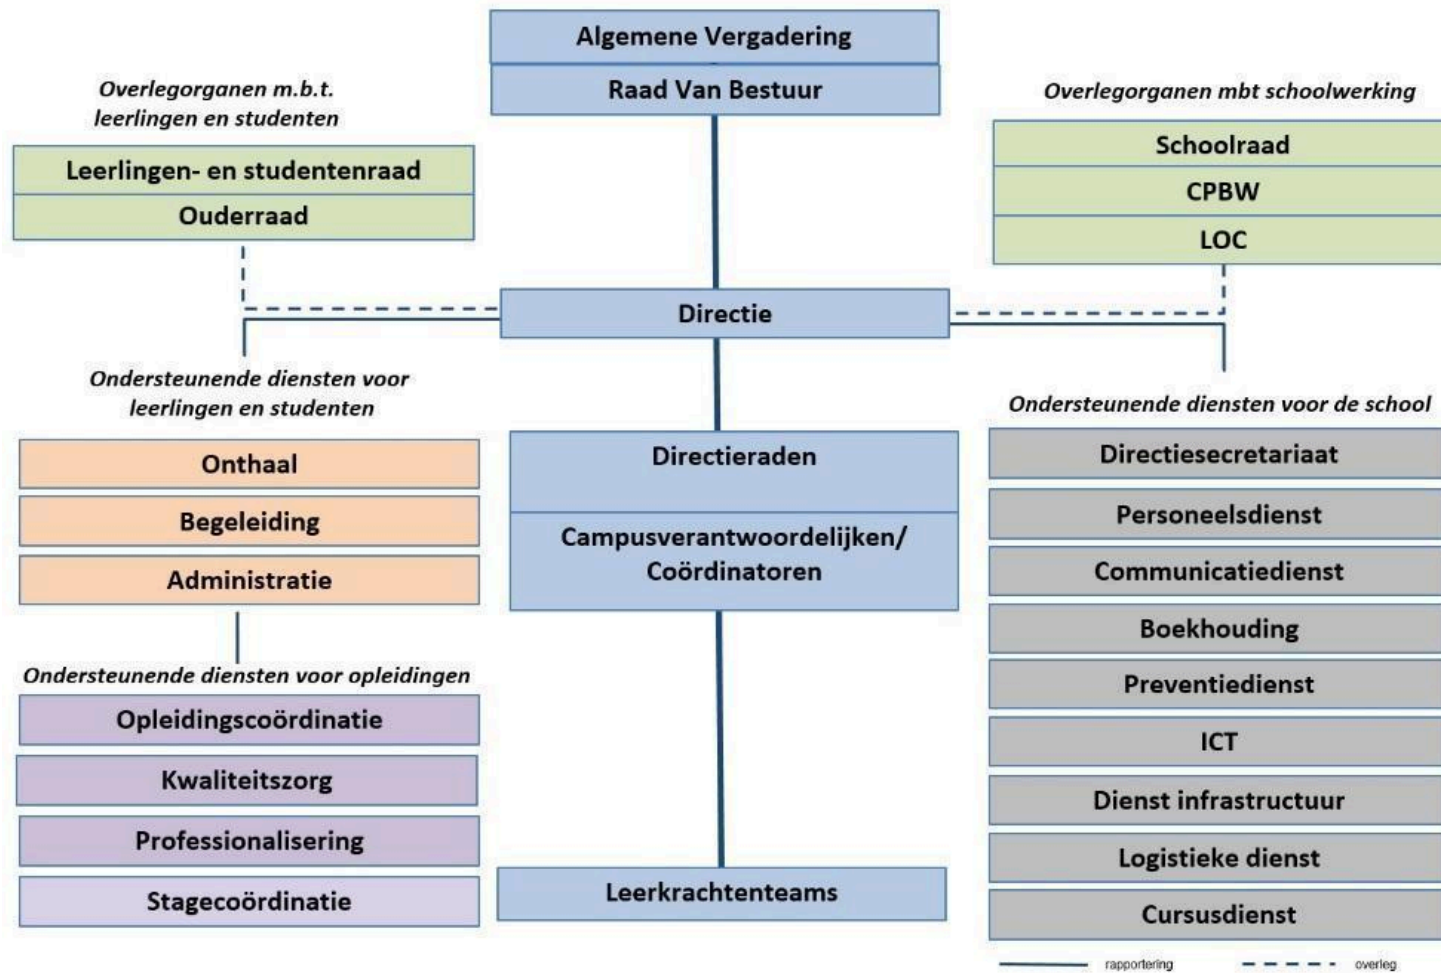 Algemene Vergadering
Raad Van Bestuur
Overlegorganen m.b.t.
leerlingen en studenten
Leerlingen- en studentenraad
Ouderraad
Overlegorganen mbt schoolwerking
Schoolraad
CPBW
LOC
Directie
Ondersteunende diensten voor
leerlingen en studenten
Onthaal
Begeleiding
Administratie
Ondersteunende diensten voor opleidingen
Opleidingscoördinatie
Kwaliteitszorg
Professionalisering
Stagecoördinatie
Directieraden
Campusverantwoordelijken/
Coördinatoren
Leerkrachtenteams
Ondersteunende diensten voor de school
Directiesecretariaat
Personeelsdienst
Communicatiedienst
Boekhouding
Preventiedienst
ICT
Dienst infrastructuur
Logistieke dienst
Cursusdienst
rapportering
overleg